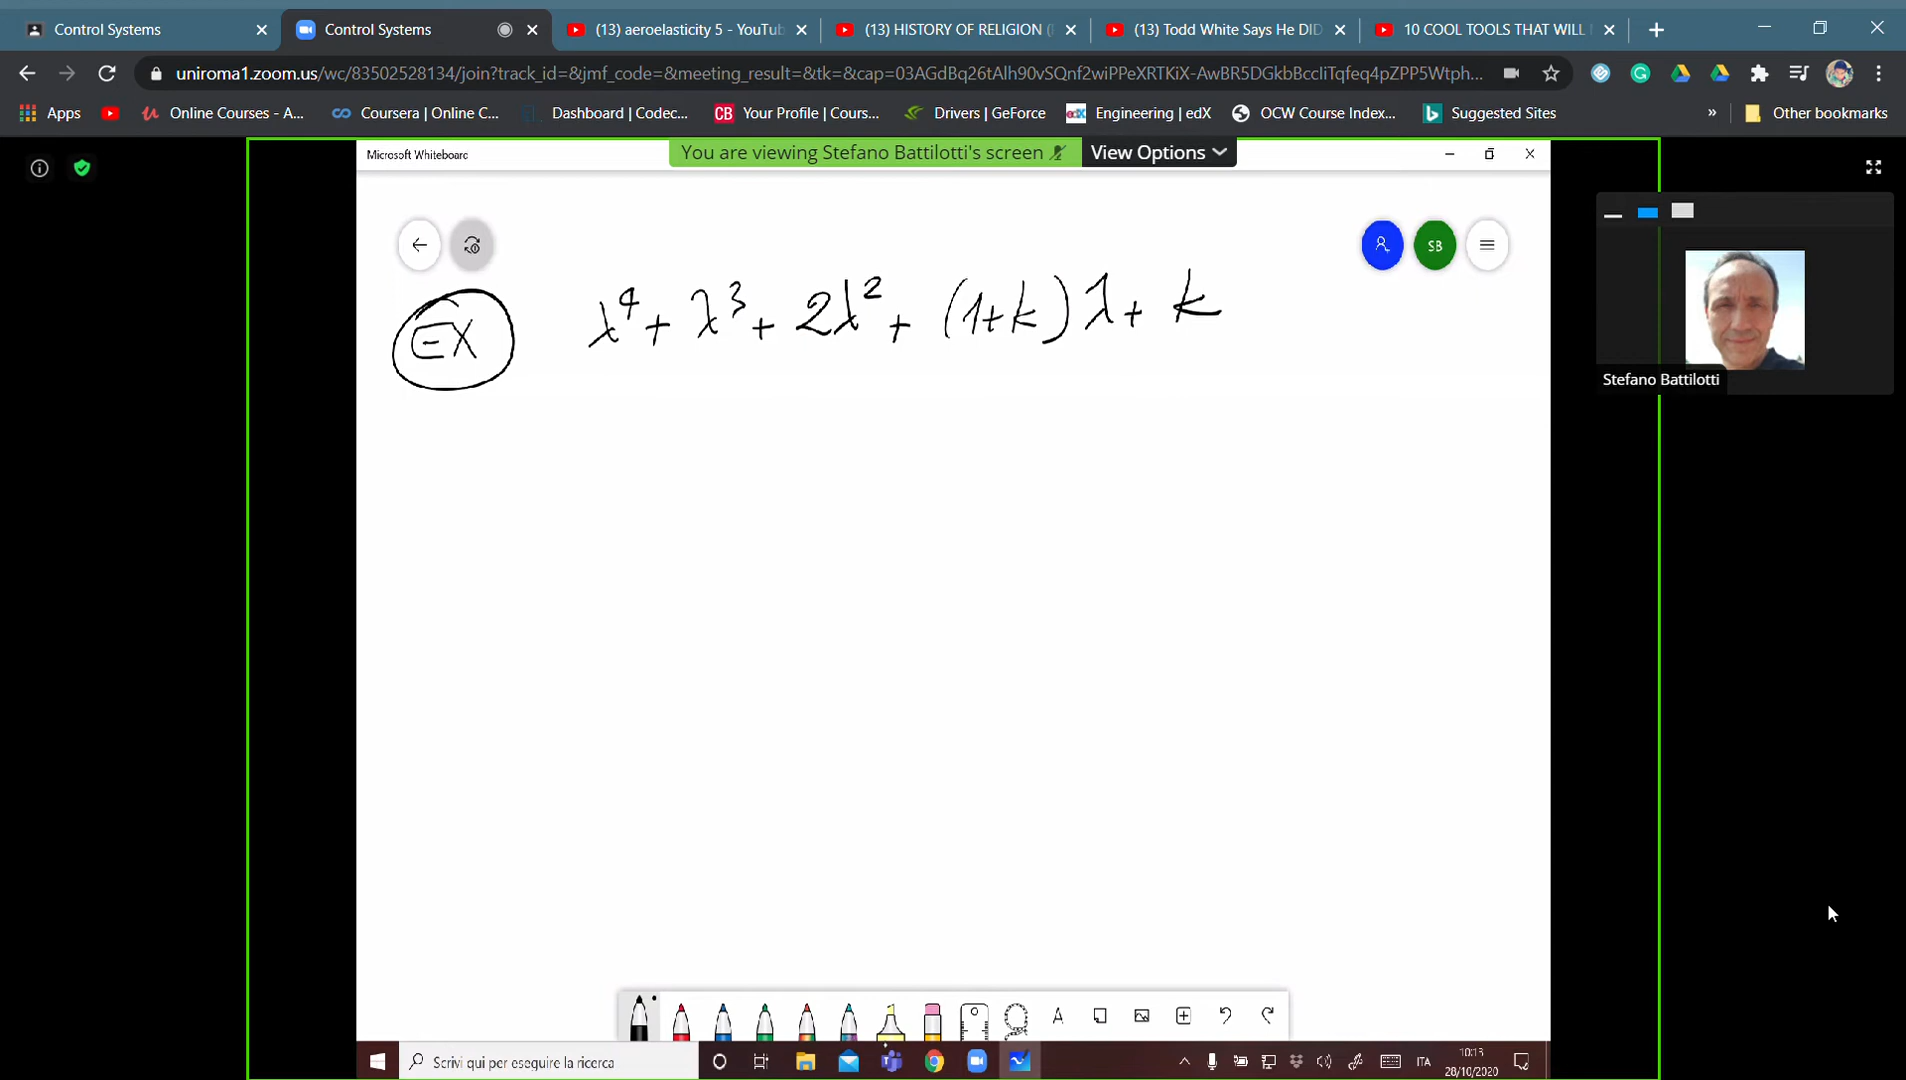 Control Systems
Control Systems
(13) aeroelasticity 5 - YouTub
(13) HISTORY OF RELIGION (
(13) Todd White Says He DID
10 COOL TOOLS THAT WILL
uniroma1.zoom.us/wc/83502528134/join?track_id=&jmf_code=&meeting_result=&tk=&cap=03AGdBq26tAlh90vSQnf2wiPPeXRTKiX-AwBR5DGkbBccIiTqfeq4pZPP5Wtph...
Apps
Online Courses - A...
Coursera | Online C...
Dashboard | Codec...
CB
Your Profile | Cours...
Drivers | GeForce
edX
Engineering | edX
OCW Course Index...
Suggested Sites
»
Other bookmarks
Microsoft Whiteboard
You are viewing Stefano Battilotti's screen
View Options
SB
EX
λ⁴ + λ³ + 2λ² + (1+k)λ + k
Stefano Battilotti
Scrivi qui per eseguire la ricerca
ITA
10:13
28/10/2020